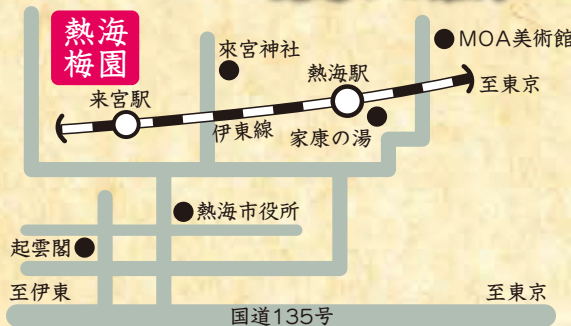 熱海
梅園
來宮神社
MOA美術館
熱海駅
至東京
来宮駅
伊東線
家康の湯
熱海市役所
起雲閣
至伊東
至東京
国道135号